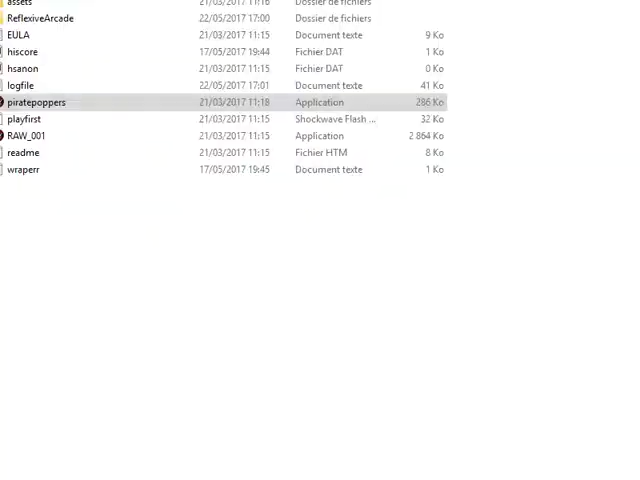 assets 21/03/2017 11:16 Dossier de fichiers
ReflexiveArcade 22/05/2017 17:00 Dossier de fichiers
EULA 21/03/2017 11:15 Document texte 9 Ko
hiscore 17/05/2017 19:44 Fichier DAT 1 Ko
hsanon 21/03/2017 11:15 Fichier DAT 0 Ko
logfile 22/05/2017 17:01 Document texte 41 Ko
piratepoppers 21/03/2017 11:18 Application 286 Ko
playfirst 21/03/2017 11:15 Shockwave Flash ... 32 Ko
RAW_001 21/03/2017 11:15 Application 2 864 Ko
readme 21/03/2017 11:15 Fichier HTM 8 Ko
wraperr 17/05/2017 19:45 Document texte 1 Ko